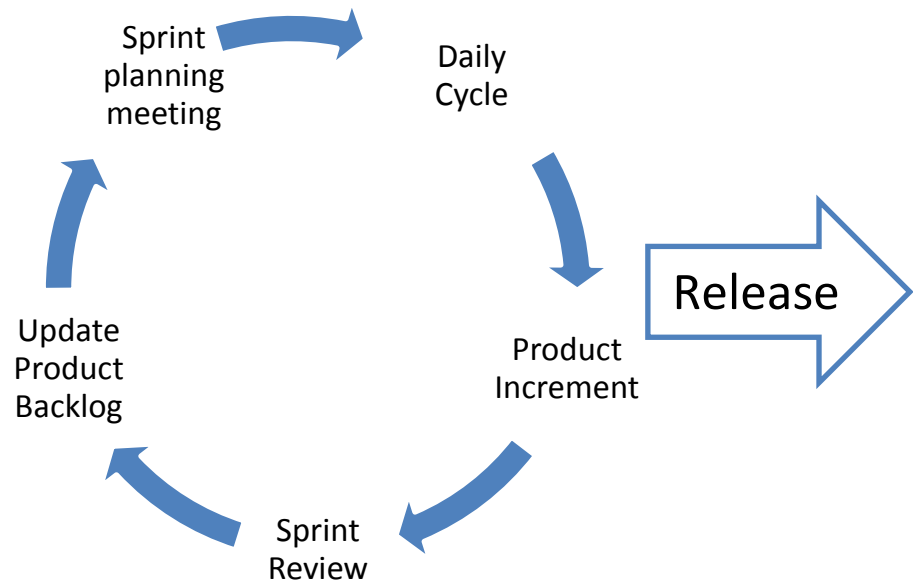 Sprint
planning
meeting
Daily
Cycle
Release
Product
Increment
Sprint
Review
Update
Product
Backlog